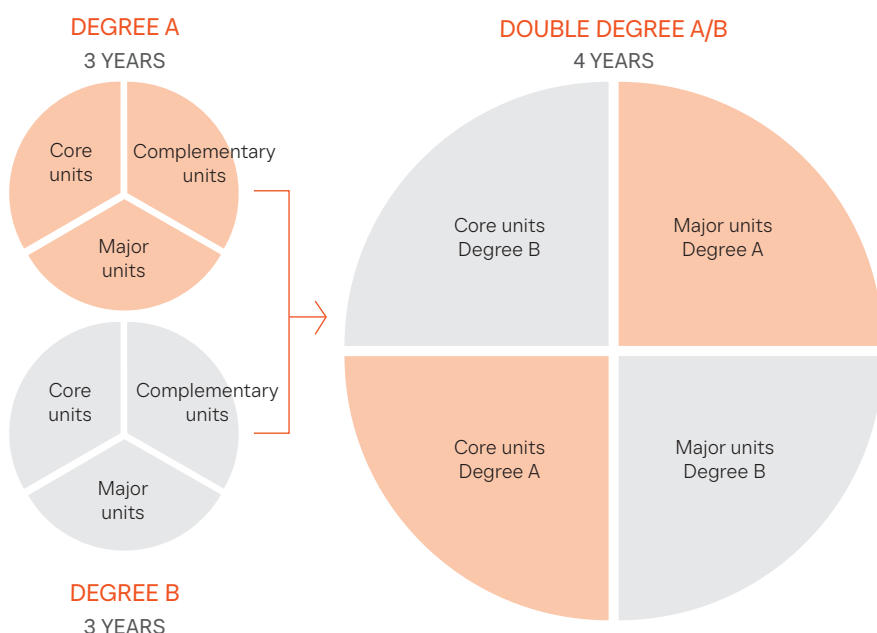 DEGREE A
3 YEARS
Core
units
Complementary
units
Major
units
Core
units
Complementary
units
Major
units
DEGREE B
3 YEARS
DOUBLE DEGREE A/B
4 YEARS
Core units
Degree B
Major units
Degree A
Core units
Degree A
Major units
Degree B